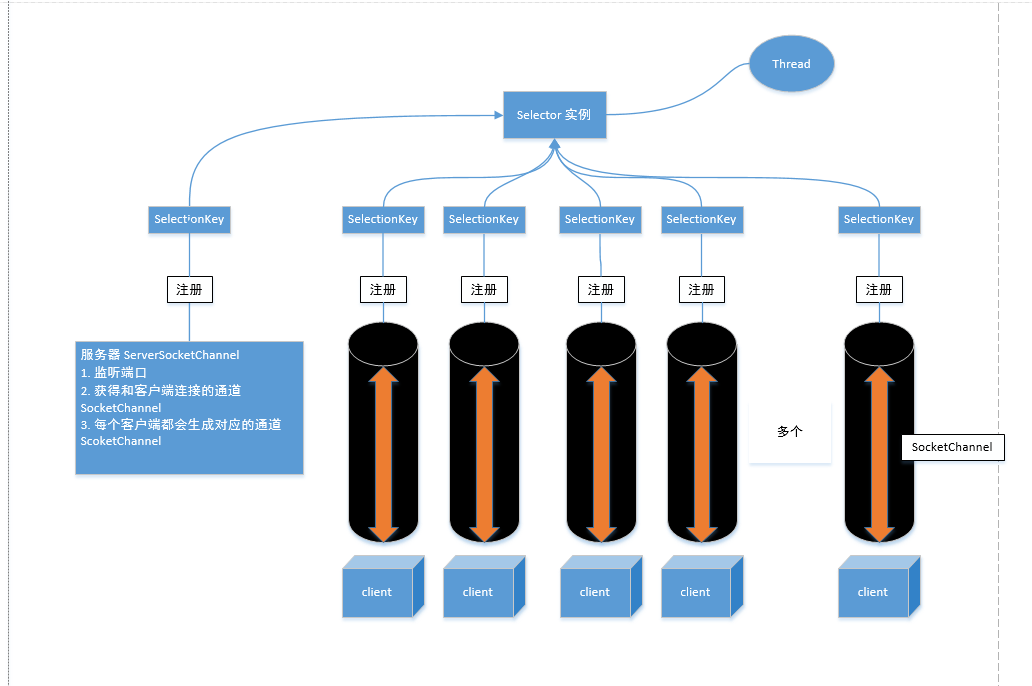 Thread
Selector 实例
SelectionKey
SelectionKey
SelectionKey
SelectionKey
SelectionKey
SelectionKey
注册
注册
注册
注册
注册
注册
服务器 ServerSocketChannel
1. 监听端口
2. 获得和客户端连接的通道
SocketChannel
3. 每个客户端都会生成对应的通道
ScoketChannel
多个
SocketChannel
client
client
client
client
client